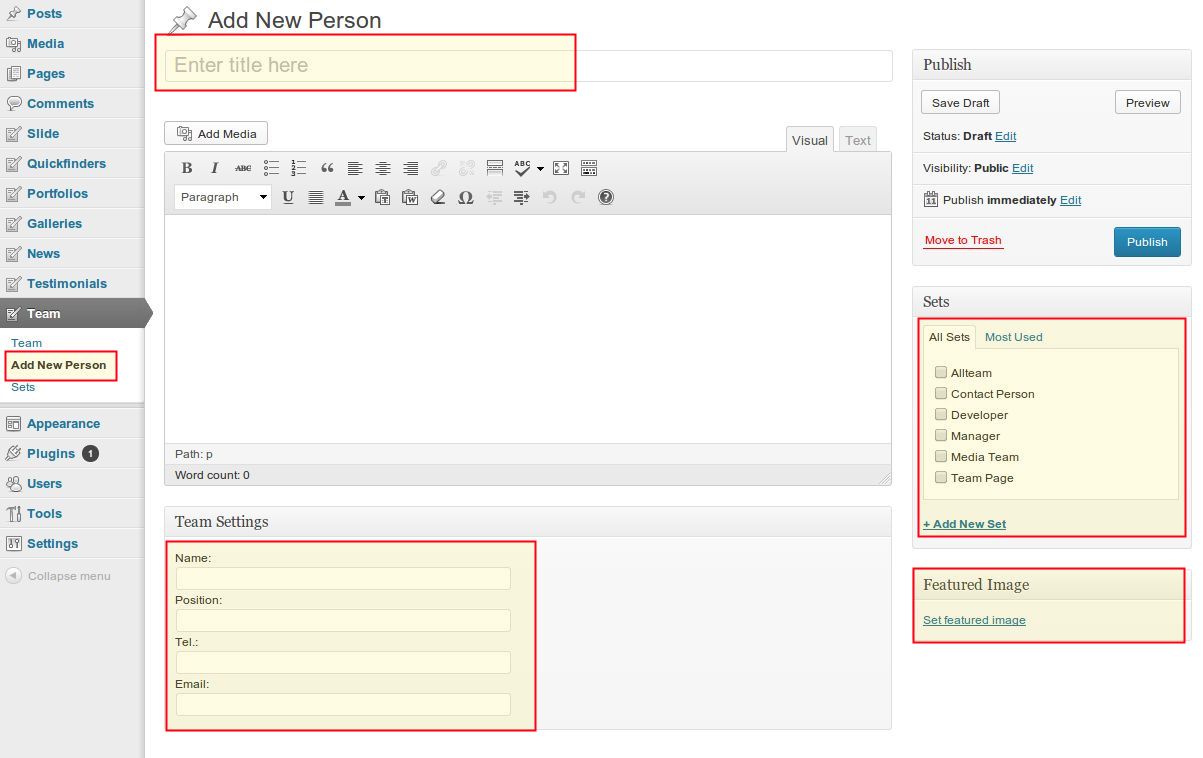 Posts
Media
Pages
Comments
Slide
Quickfinders
Portfolios
Galleries
News
Testimonials
Team
Team
Add New Person
Sets
Appearance
Plugins 1
Users
Tools
Settings
Collapse menu
Add New Person
Enter title here
Add Media
Visual Text
B I ABC ABC
Paragraph U A T W Ω ?
Path: p
Word count: 0
Team Settings
Name:
Position:
Tel.:
Email:
Publish
Save Draft Preview
Status: Draft Edit
Visibility: Public Edit
11 Publish immediately Edit
Move to Trash Publish
Sets
All Sets Most Used
Allteam
Contact Person
Developer
Manager
Media Team
Team Page
+ Add New Set
Featured Image
Set featured image